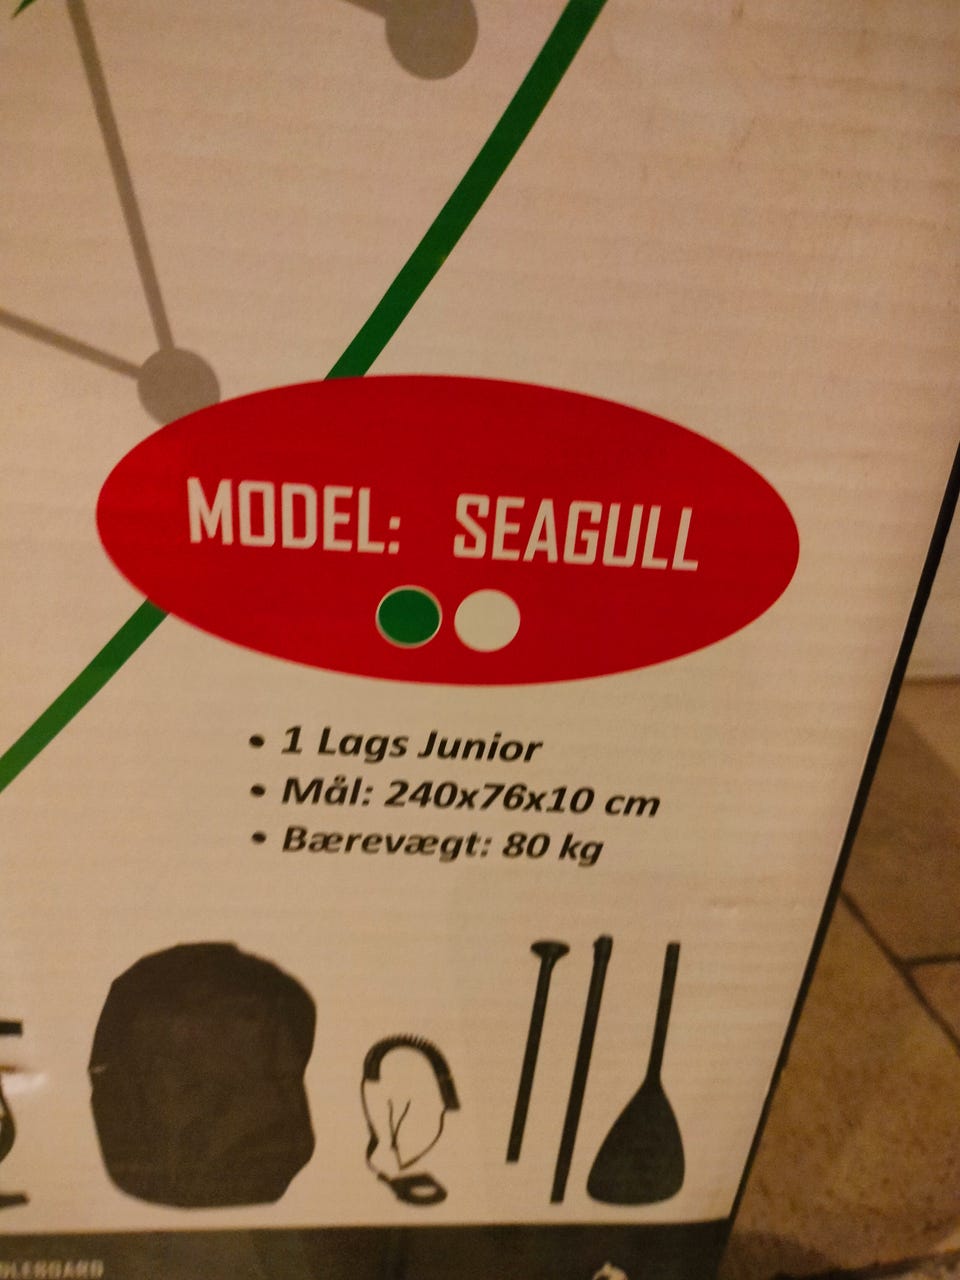 MODEL: SEAGULL
• 1 Lags Junior
• Mål: 240x76x10 cm
• Bærevægt: 80 kg